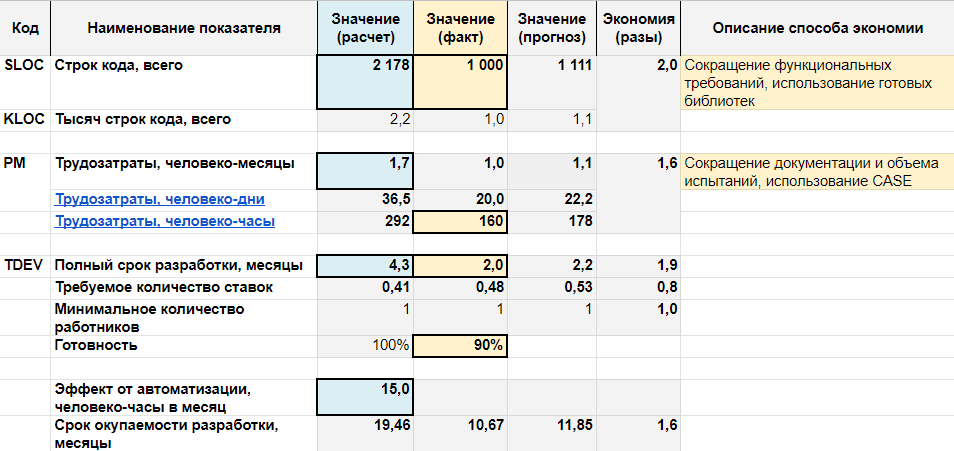 Код Наименование показателя Значение (расчет) Значение (факт) Значение (прогноз) Экономия (разы) Описание способа экономии
SLOC Строк кода, всего 2 178 1 000 1 111 2,0 Сокращение функциональных
требований, использование готовых
библиотек
KLOC Тысяч строк кода, всего 2,2 1,0 1,1
PM Трудозатраты, человеко-месяцы 1,7 1,0 1,1 1,6 Сокращение документации и объема
испытаний, использование CASE
Трудозатраты, человеко-дни 36,5 20,0 22,2
Трудозатраты, человеко-часы 292 160 178
TDEV Полный срок разработки, месяцы 4,3 2,0 2,2 1,9
Требуемое количество ставок 0,41 0,48 0,53 0,8
Минимальное количество
работников 1 1 1 1,0
Готовность 100% 90%
Эффект от автоматизации,
человеко-часы в месяц 15,0
Срок окупаемости разработки,
месяцы 19,46 10,67 11,85 1,6